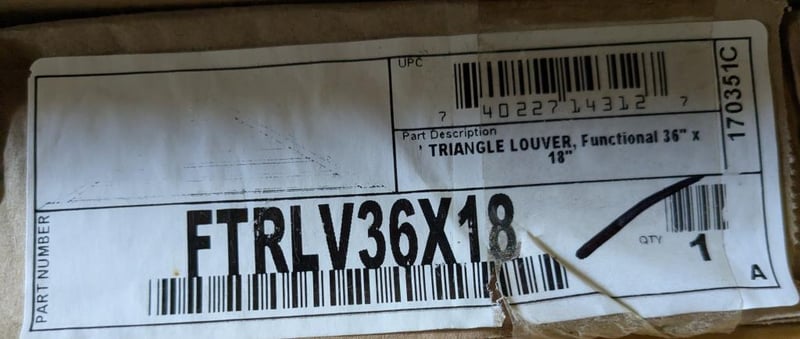 UPC
7 40227 14312 7
Part Description
' TRIANGLE LOUVER, Functional 36" x
18"
170351C
PART NUMBER
FTRLV36X18
QTY
1
A